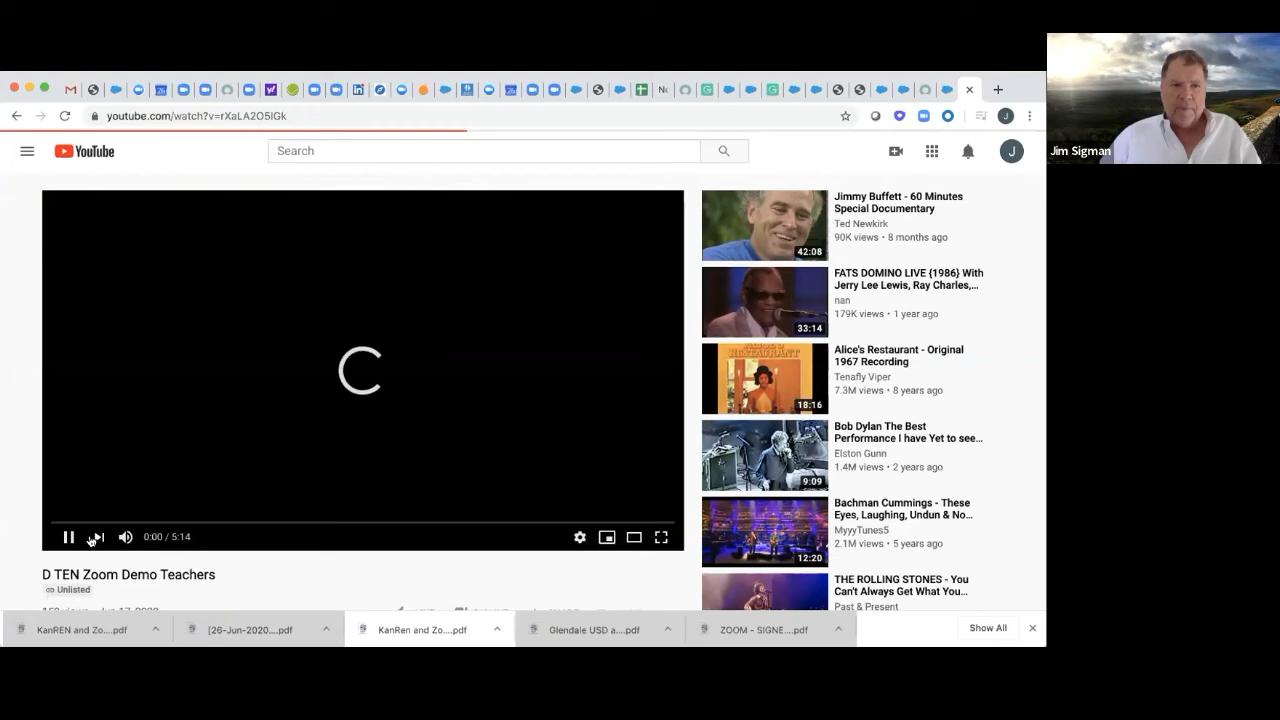 youtube.com/watch?v=rXaLA2O5lGk
J
YouTube
Search
J
Jim Sigman
Jimmy Buffett - 60 Minutes
Special Documentary
Ted Newkirk
90K views • 8 months ago
42:08
FATS DOMINO LIVE {1986} With
Jerry Lee Lewis, Ray Charles,...
nan
179K views • 1 year ago
33:14
Alice's Restaurant - Original
1967 Recording
Tenafly Viper
7.3M views • 8 years ago
18:16
Bob Dylan The Best
Performance I have Yet to see...
Elston Gunn
1.4M views • 2 years ago
9:09
Bachman Cummings - These
Eyes, Laughing, Undun & No...
MyyyTunes5
2.1M views • 5 years ago
12:20
THE ROLLING STONES - You
Can't Always Get What You...
Past & Present
0:00 / 5:14
D TEN Zoom Demo Teachers
Unlisted
KanREN and Zo....pdf
[26-Jun-2020....pdf
KanRen and Zo....pdf
Glendale USD a....pdf
ZOOM - SIGNE....pdf
Show All